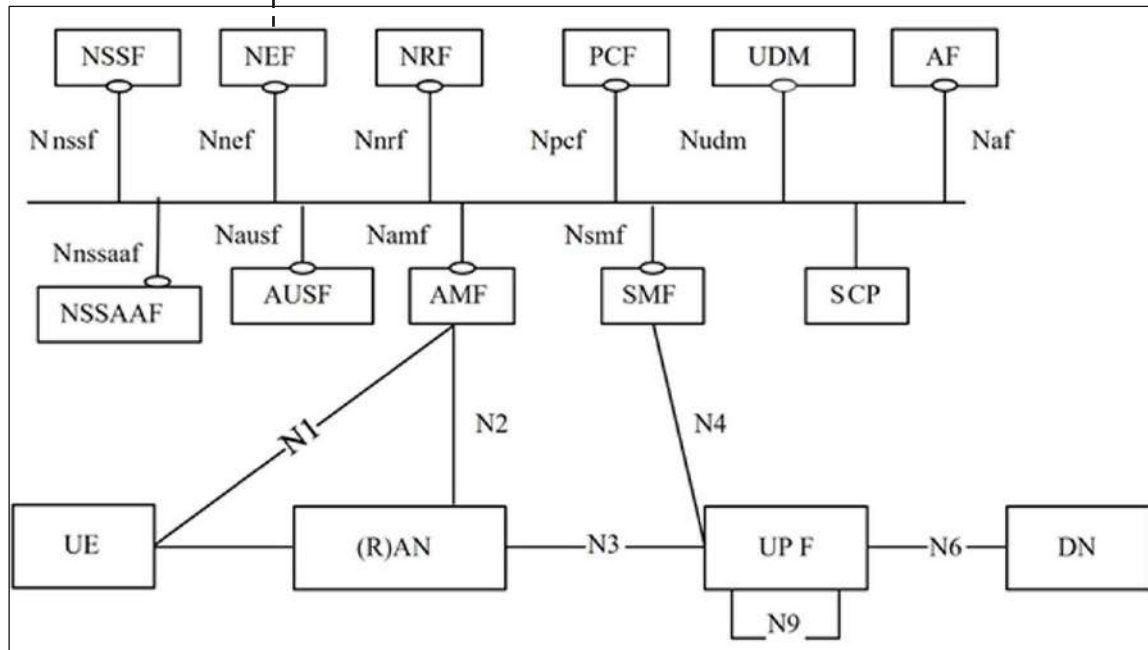 NSSF NEF NRF PCF UDM AF
N nssf Nnef Nnrf Npcf Nudm Naf
Nnssaaf Nausf Namf Nsmf
NSSAAF AUSF AMF SMF SCP
N1 N2 N4
UE (R)AN N3 UP F N6 DN
N9